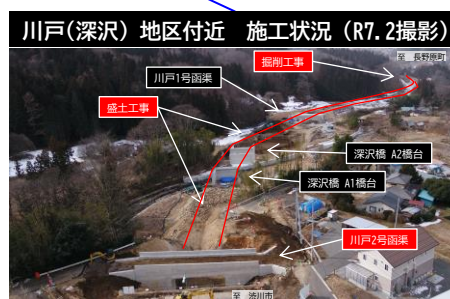 川戸(深沢)地区付近 施工状況(R7.2撮影)
掘削工事
至 長野原町
川戸1号函渠
盛土工事
深沢橋 A2橋台
深沢橋 A1橋台
川戸2号函渠
至 渋川市